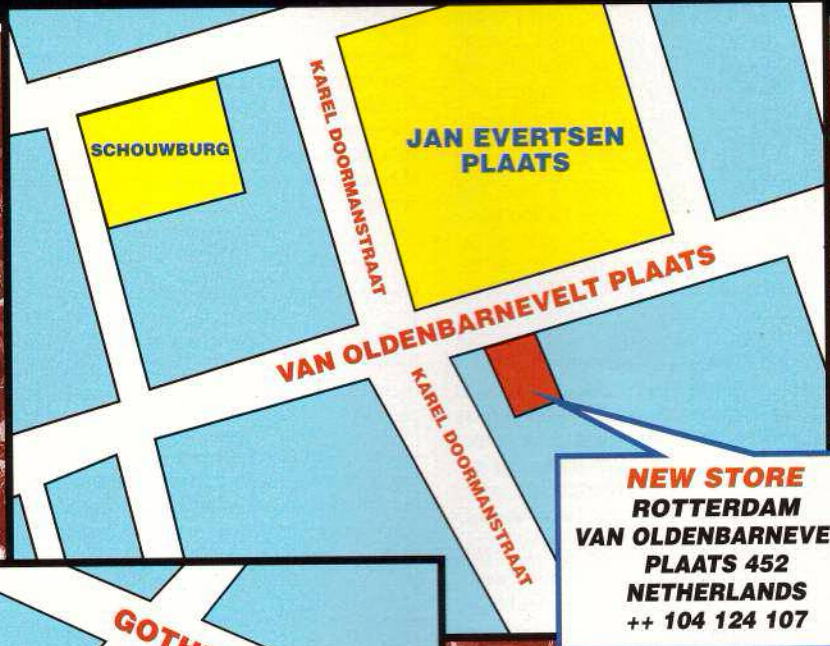 KAREL DOORMANSTRAAT
SCHOUWBURG
JAN EVERTSEN
PLAATS
VAN OLDENBARNEVELT PLAATS
KAREL DOORMANSTRAAT
NEW STORE
ROTTERDAM
VAN OLDENBARNEVE
PLAATS 452
NETHERLANDS
++ 104 124 107